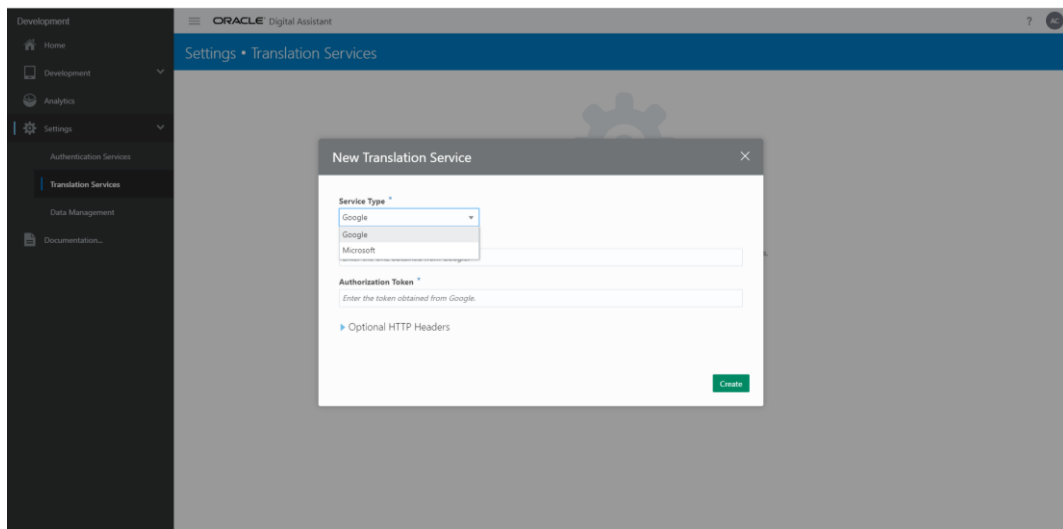 Development
ORACLE Digital Assistant
? AC
Home
Settings • Translation Services
Development
Analytics
Settings
Authentication Services
Translation Services
Data Management
Documentation...
New Translation Service
Service Type *
Google
Google
Microsoft
Authorization Token *
Enter the token obtained from Google.
Optional HTTP Headers
Create